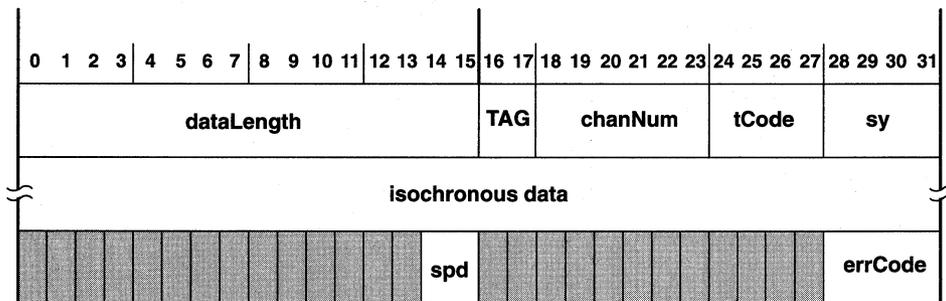 0 1 2 3 4 5 6 7 8 9 10 11 12 13 14 15 16 17 18 19 20 21 22 23 24 25 26 27 28 29 30 31
dataLength TAG chanNum tCode sy
isochronous data
spd errCode